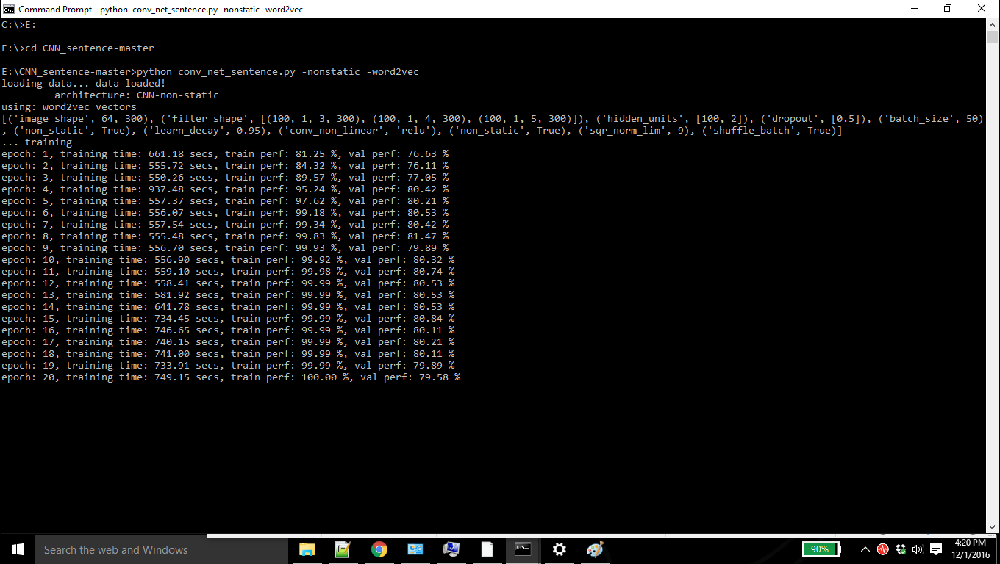 Command Prompt - python  conv_net_sentence.py -nonstatic -word2vec
C:\>E:
E:\>cd CNN_sentence-master
E:\CNN_sentence-master>python conv_net_sentence.py -nonstatic -word2vec
loading data... data loaded!
architecture: CNN-non-static
using: word2vec vectors
[('image shape', 64, 300), ('filter shape', [(100, 1, 3, 300), (100, 1, 4, 300), (100, 1, 5, 300)]), ('hidden_units', [100, 2]), ('dropout', [0.5]), ('batch_size', 50)
, ('non_static', True), ('learn_decay', 0.95), ('conv_non_linear', 'relu'), ('non_static', True), ('sqr_norm_lim', 9), ('shuffle_batch', True)]
... training
epoch: 1, training time: 661.18 secs, train perf: 81.25 %, val perf: 76.63 %
epoch: 2, training time: 555.72 secs, train perf: 84.32 %, val perf: 76.11 %
epoch: 3, training time: 550.26 secs, train perf: 89.57 %, val perf: 77.05 %
epoch: 4, training time: 937.48 secs, train perf: 95.24 %, val perf: 80.42 %
epoch: 5, training time: 557.37 secs, train perf: 97.62 %, val perf: 80.21 %
epoch: 6, training time: 556.07 secs, train perf: 99.18 %, val perf: 80.53 %
epoch: 7, training time: 557.54 secs, train perf: 99.34 %, val perf: 80.42 %
epoch: 8, training time: 555.48 secs, train perf: 99.83 %, val perf: 81.47 %
epoch: 9, training time: 556.70 secs, train perf: 99.93 %, val perf: 79.89 %
epoch: 10, training time: 556.90 secs, train perf: 99.92 %, val perf: 80.32 %
epoch: 11, training time: 559.10 secs, train perf: 99.98 %, val perf: 80.74 %
epoch: 12, training time: 558.41 secs, train perf: 99.99 %, val perf: 80.53 %
epoch: 13, training time: 581.92 secs, train perf: 99.99 %, val perf: 80.53 %
epoch: 14, training time: 641.78 secs, train perf: 99.99 %, val perf: 80.53 %
epoch: 15, training time: 734.45 secs, train perf: 99.99 %, val perf: 80.84 %
epoch: 16, training time: 746.65 secs, train perf: 99.99 %, val perf: 80.11 %
epoch: 17, training time: 740.15 secs, train perf: 99.99 %, val perf: 80.21 %
epoch: 18, training time: 741.00 secs, train perf: 99.99 %, val perf: 80.11 %
epoch: 19, training time: 733.91 secs, train perf: 99.99 %, val perf: 79.89 %
epoch: 20, training time: 749.15 secs, train perf: 100.00 %, val perf: 79.58 %
Search the web and Windows
90%
4:20 PM
12/1/2016